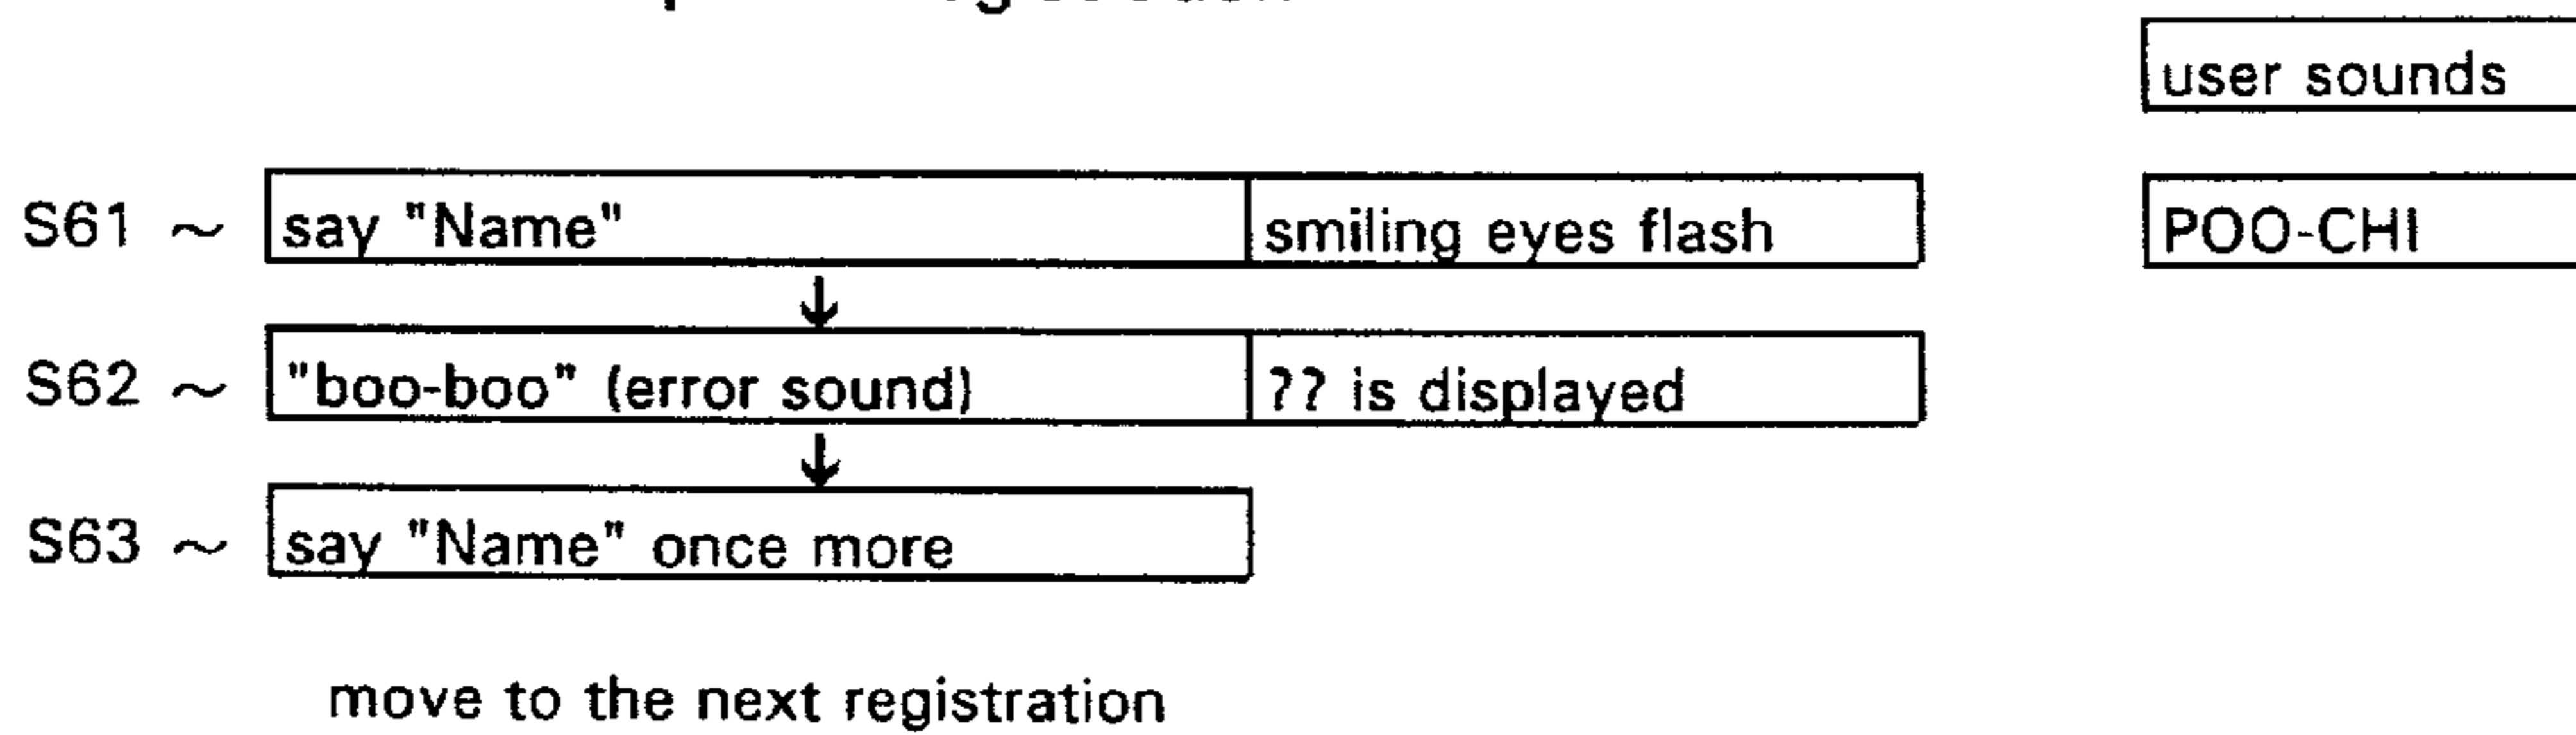 user sounds
S61 ~ say "Name" smiling eyes flash POO-CHI
S62 ~ "boo-boo" (error sound) ?? is displayed
S63 ~ say "Name" once more
move to the next registration